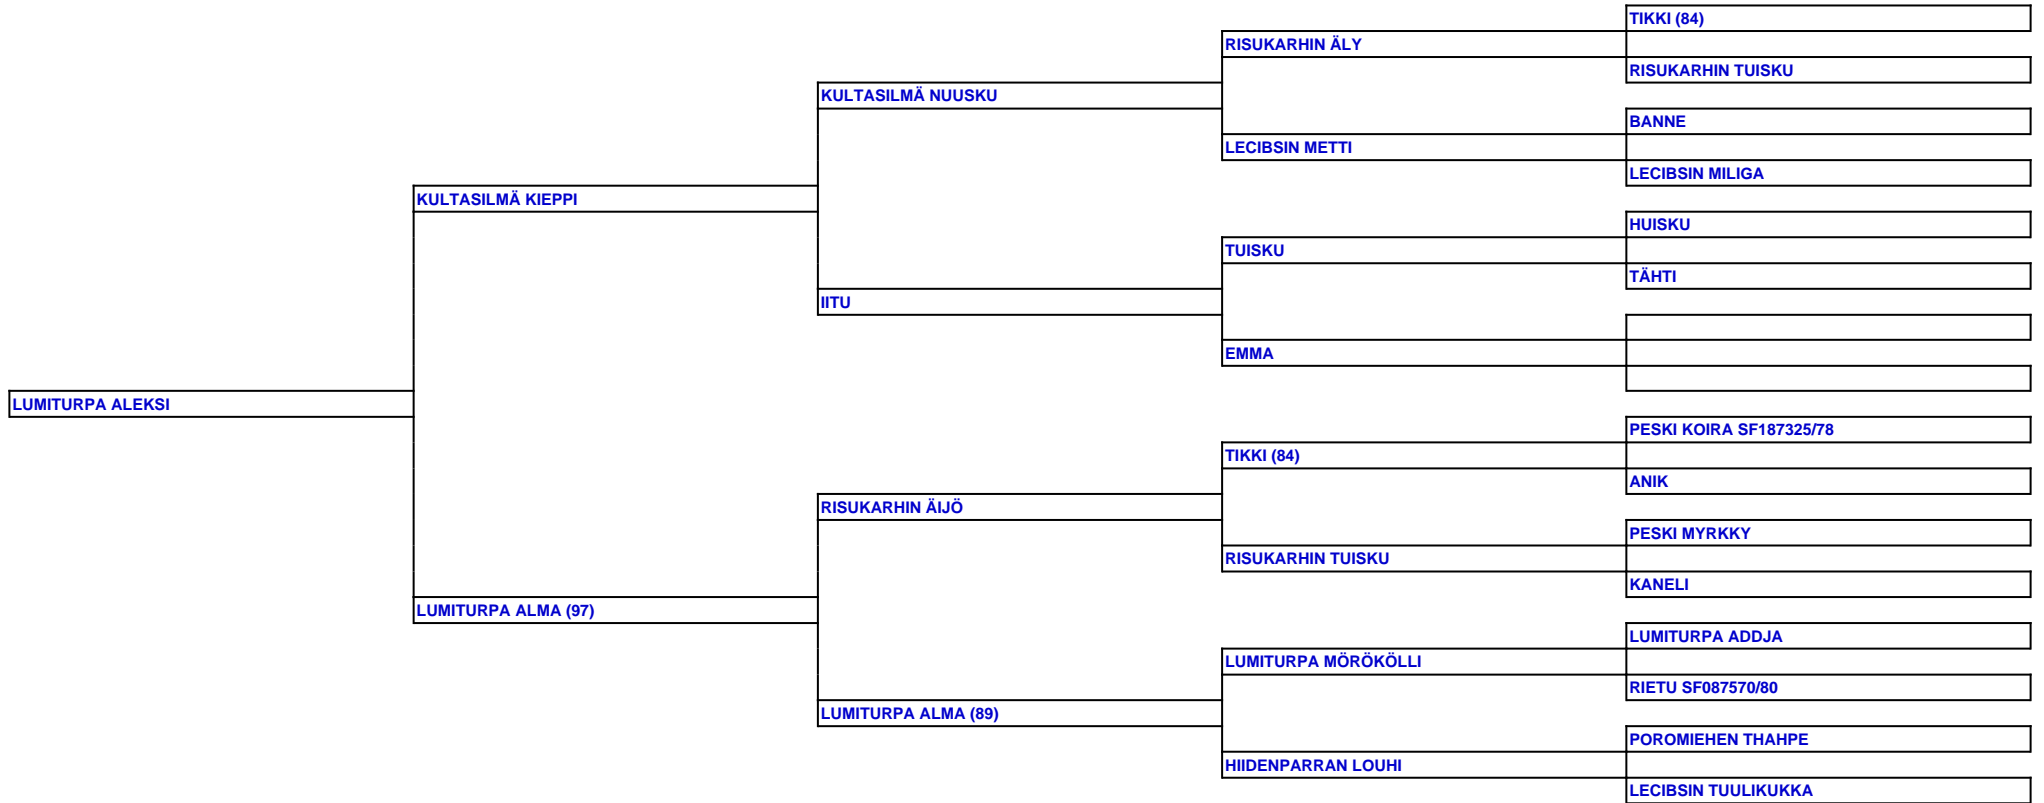 TIKKI (84)
RISUKARHIN ÄLY
RISUKARHIN TUISKU
KULTASILMÄ NUUSKU
BANNE
LECIBSIN METTI
LECIBSIN MILIGA
KULTASILMÄ KIEPPI
HUISKU
TUISKU
TÄHTI
IITU
EMMA
LUMITURPA ALEKSI
PESKI KOIRA SF187325/78
TIKKI (84)
ANIK
RISUKARHIN ÄIJÖ
PESKI MYRKKY
RISUKARHIN TUISKU
KANELI
LUMITURPA ALMA (97)
LUMITURPA ADDJA
LUMITURPA MÖRÖKÖLLI
RIETU SF087570/80
LUMITURPA ALMA (89)
POROMIEHEN THAHPE
HIIDENPARRAN LOUHI
LECIBSIN TUULIKUKKA